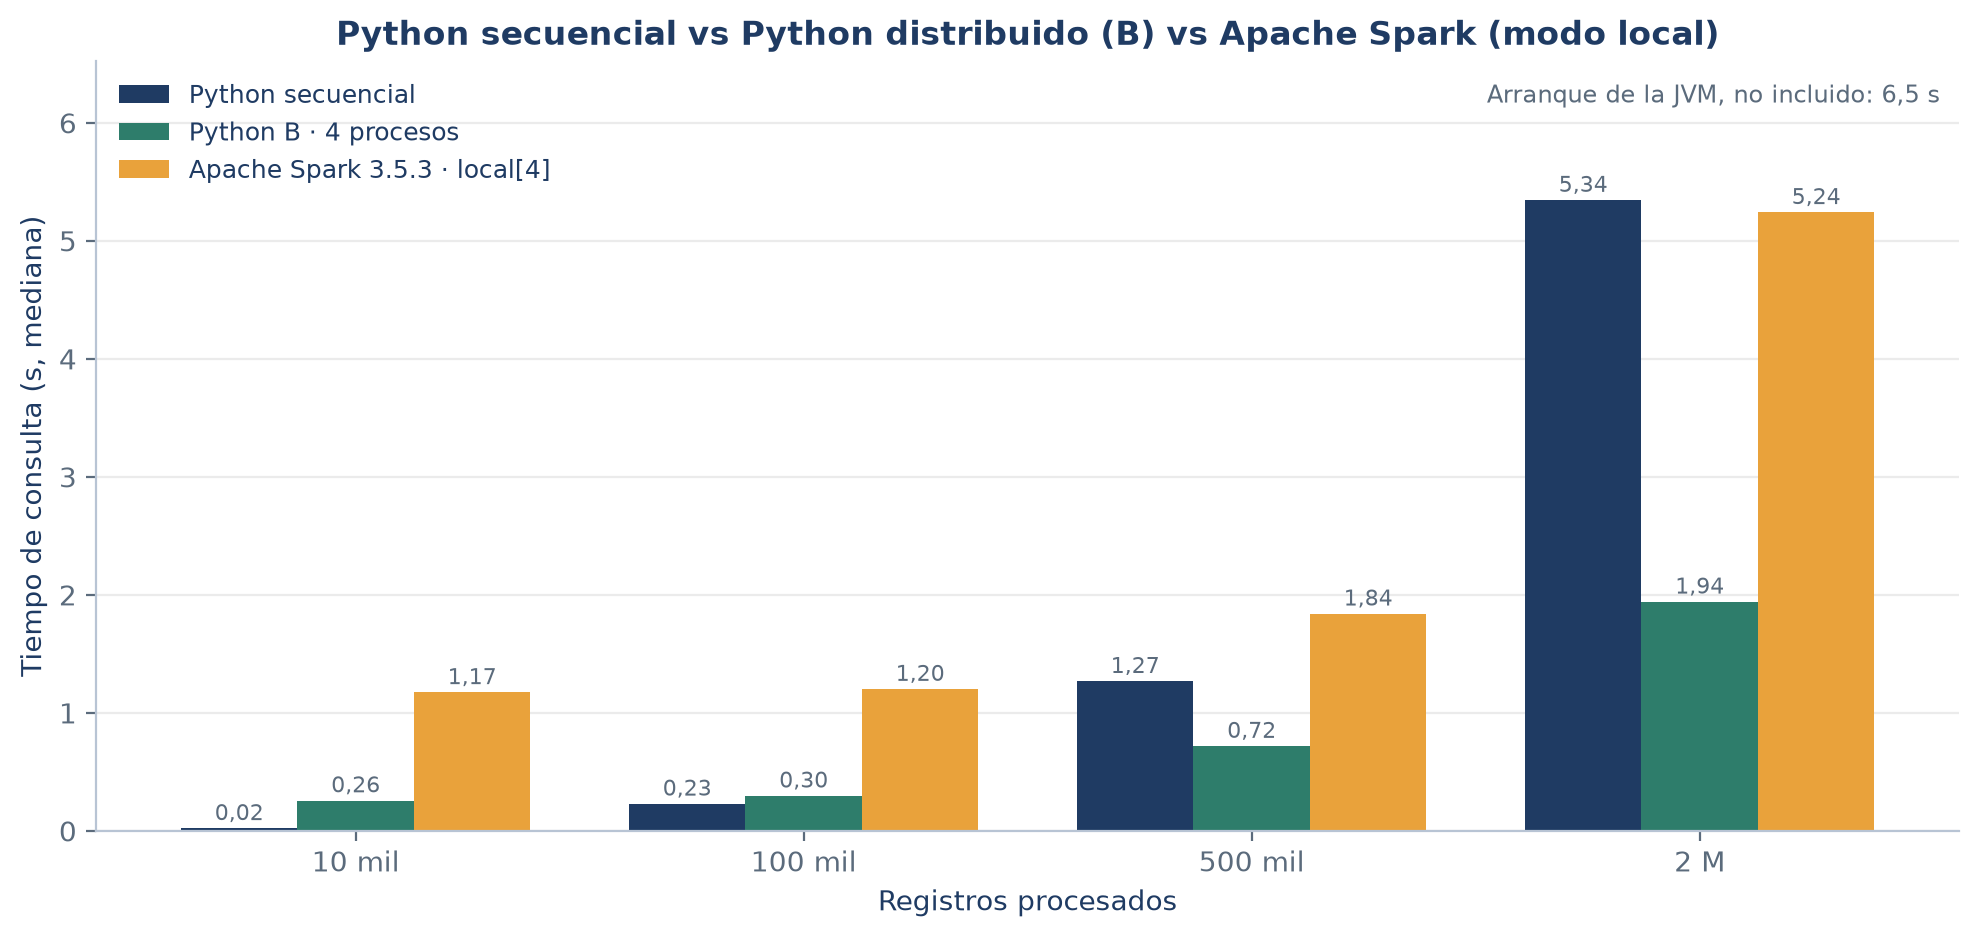 Python secuencial vs Python distribuido (B) vs Apache Spark (modo local)
Python secuencial
Python B · 4 procesos
Apache Spark 3.5.3 · local[4]
Arranque de la JVM, no incluido: 6,5 s
Tiempo de consulta (s, mediana)
6
5
4
3
2
1
0
0,02
0,26
1,17
0,23
0,30
1,20
1,27
0,72
1,84
5,34
1,94
5,24
10 mil
100 mil
500 mil
2 M
Registros procesados